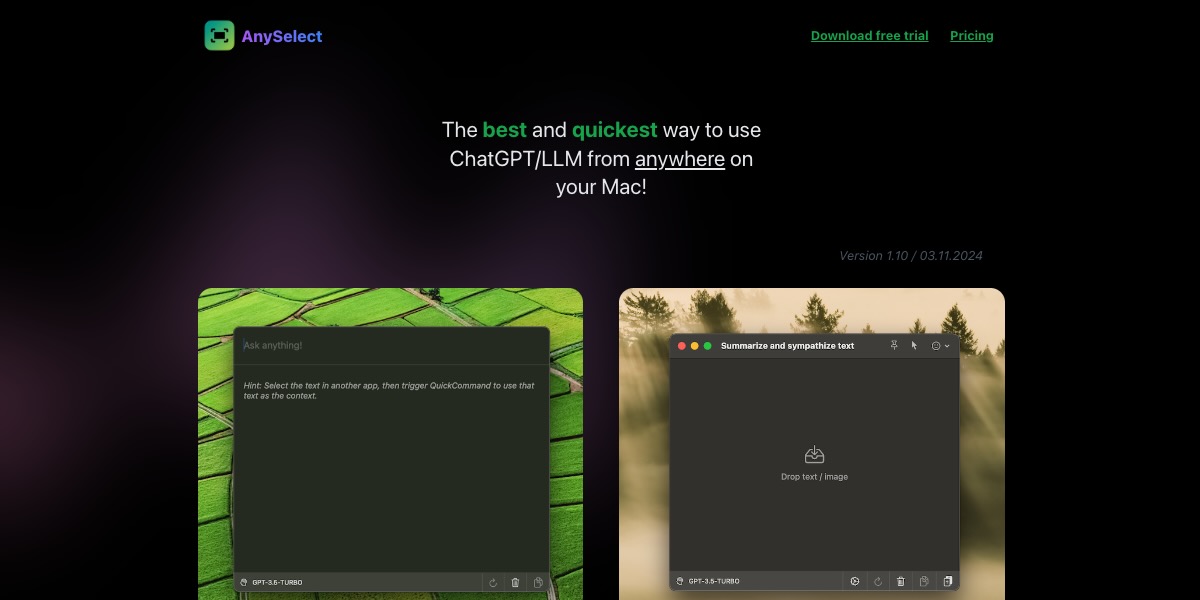 AnySelect
Download free trial
Pricing
The best and quickest way to use
ChatGPT/LLM from anywhere on
your Mac!
Version 1.10 / 03.11.2024
Ask anything!
Hint: Select the text in another app, then trigger QuickCommand to use that
text as the context.
GPT-3.5-TURBO
Summarize and sympathize text
Drop text / image
GPT-3.5-TURBO